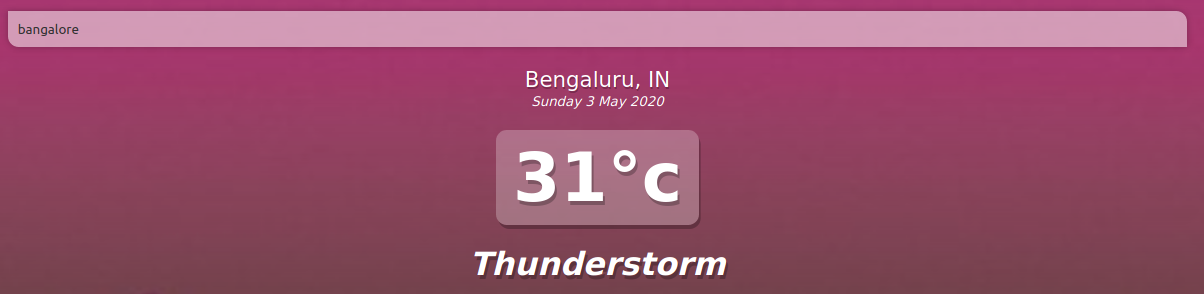 bangalore
Bengaluru, IN
Sunday 3 May 2020
31°c
Thunderstorm